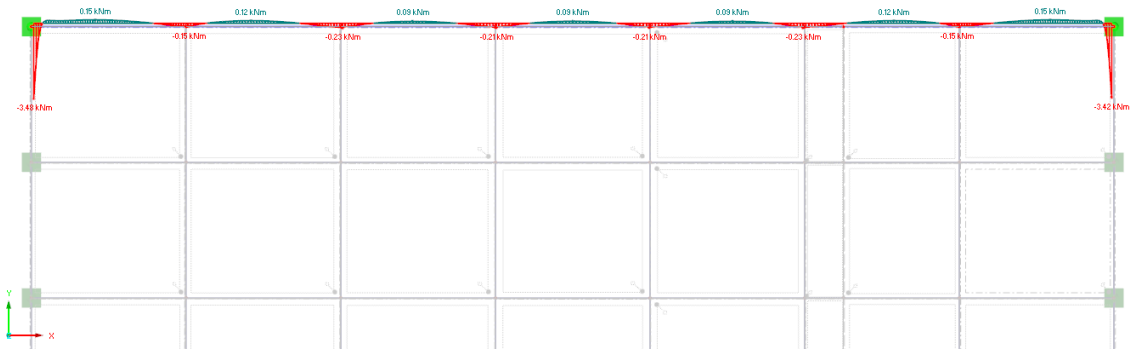 0.15 kNm 0.12 kNm 0.09 kNm 0.09 kNm 0.09 kNm 0.12 kNm 0.15 kNm
-0.15 kNm -0.23 kNm -0.21 kNm -0.21 kNm -0.23 kNm -0.15 kNm
-3.48 kNm -3.42 kNm
Y
X